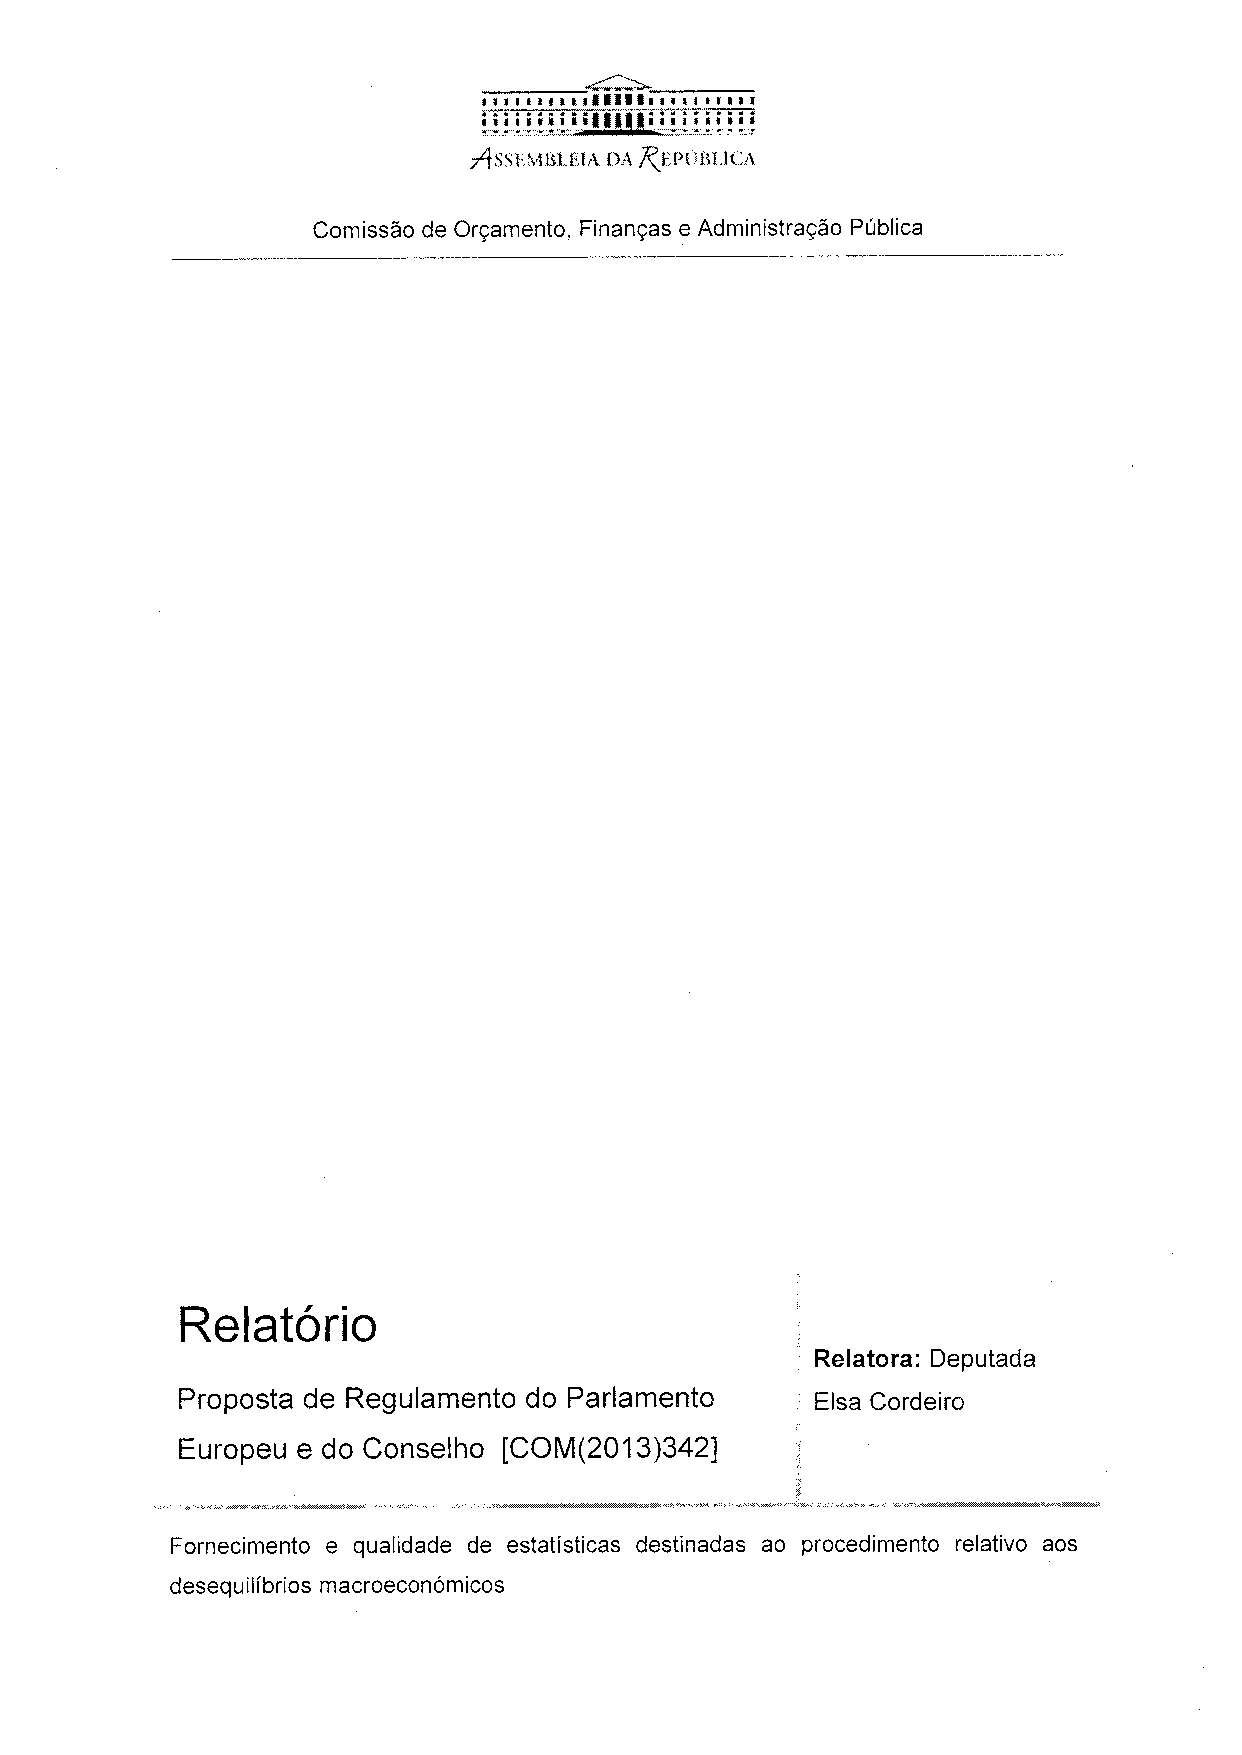 ASSEMBLEIA DA REPÚBLICA
Comissão de Orçamento, Finanças e Administração Pública
Relatório
Proposta de Regulamento do Parlamento
Europeu e do Conselho [COM(2013)342]
Relatora: Deputada
Elsa Cordeiro
Fornecimento e qualidade de estatísticas destinadas ao procedimento relativo aos
desequilíbrios macroeconómicos